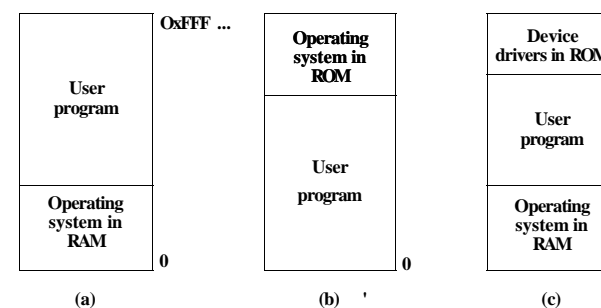 OxFFF ...
User
program
Operating
system in
RAM
0
(a)
Operating
system in
ROM
User
program
0
(b) '
Device
drivers in ROM
User
program
Operating
system in
RAM
(c)